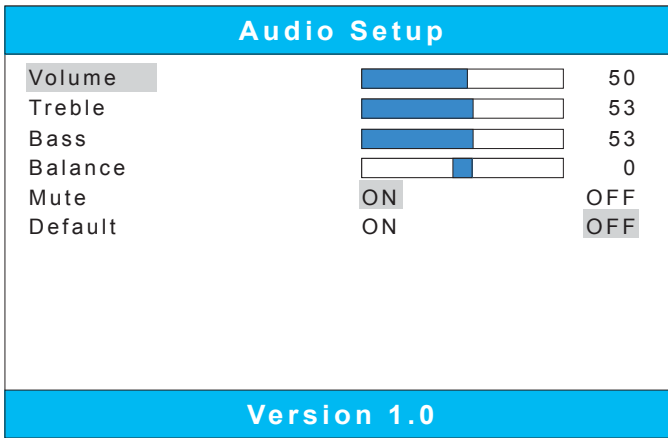 Audio Setup
Volume 50
Treble 53
Bass 53
Balance 0
Mute ON OFF
Default ON OFF
Version 1.0